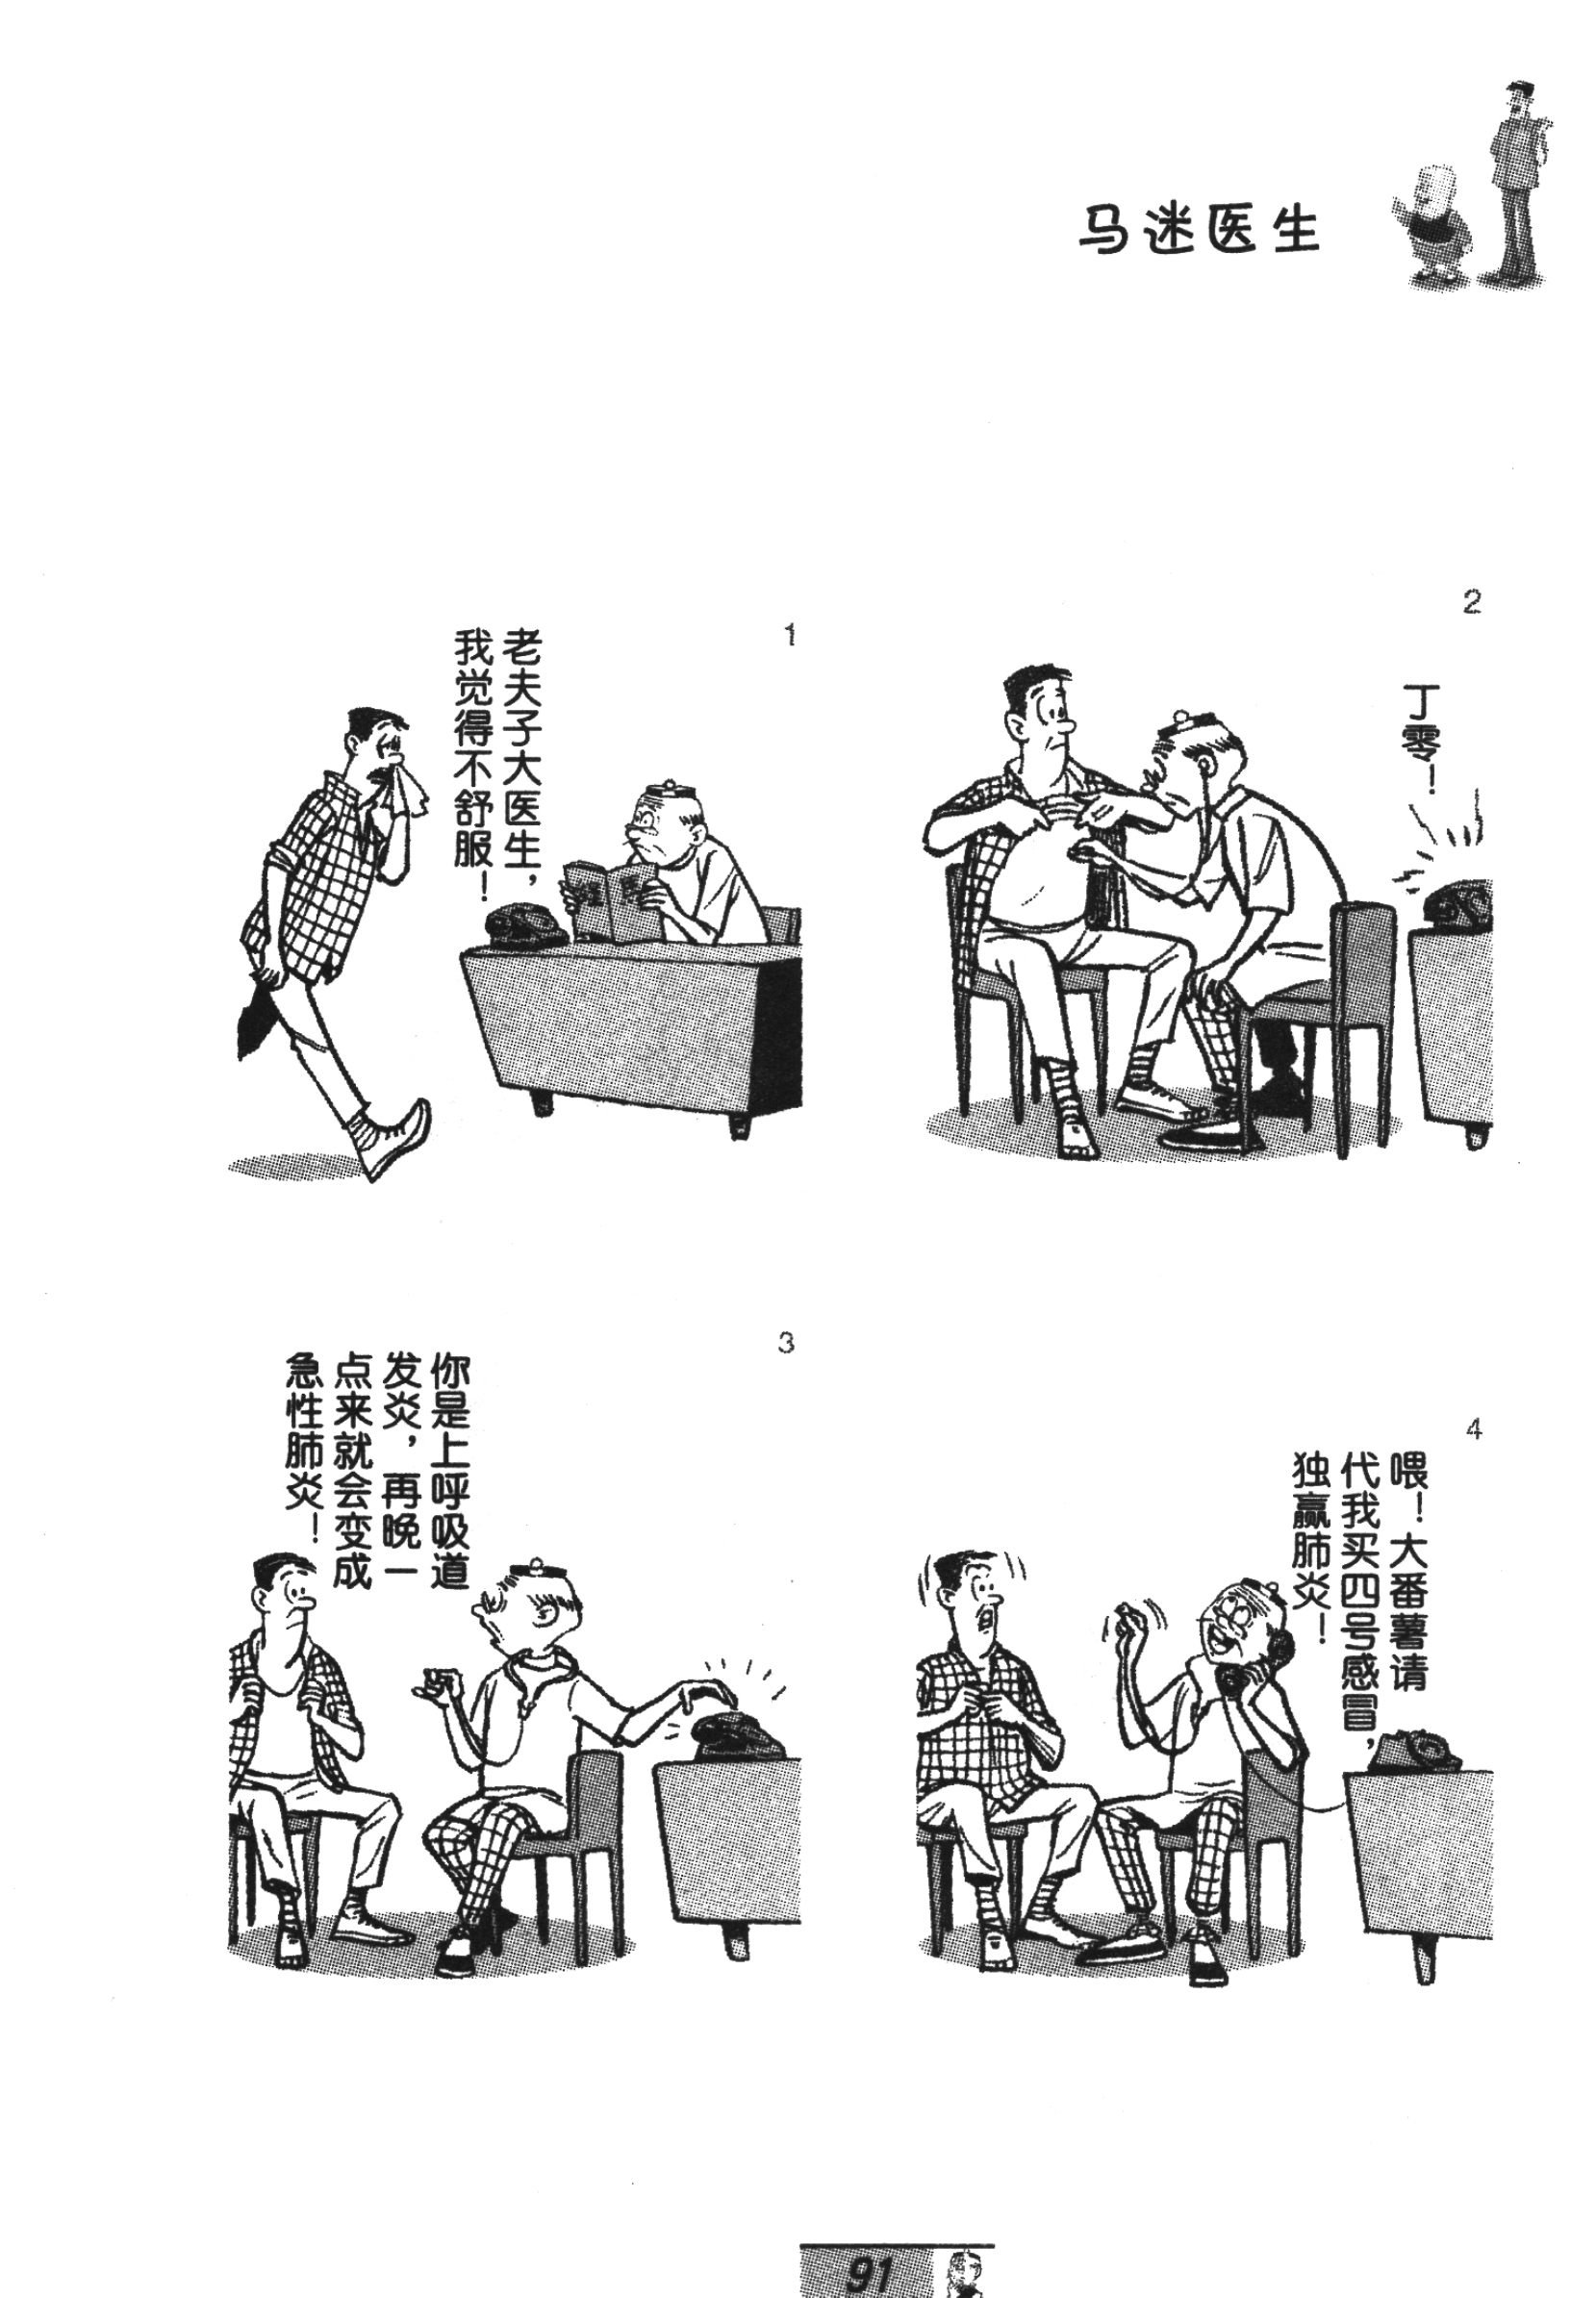 马迷医生
1
老夫子大医生，
我觉得不舒服！
2
丁零！
3
你是上呼吸道
发炎，再晚一
点来就会变成
急性肺炎！
4
喂！大番薯请
代我买四号感冒，
独赢肺炎！
91